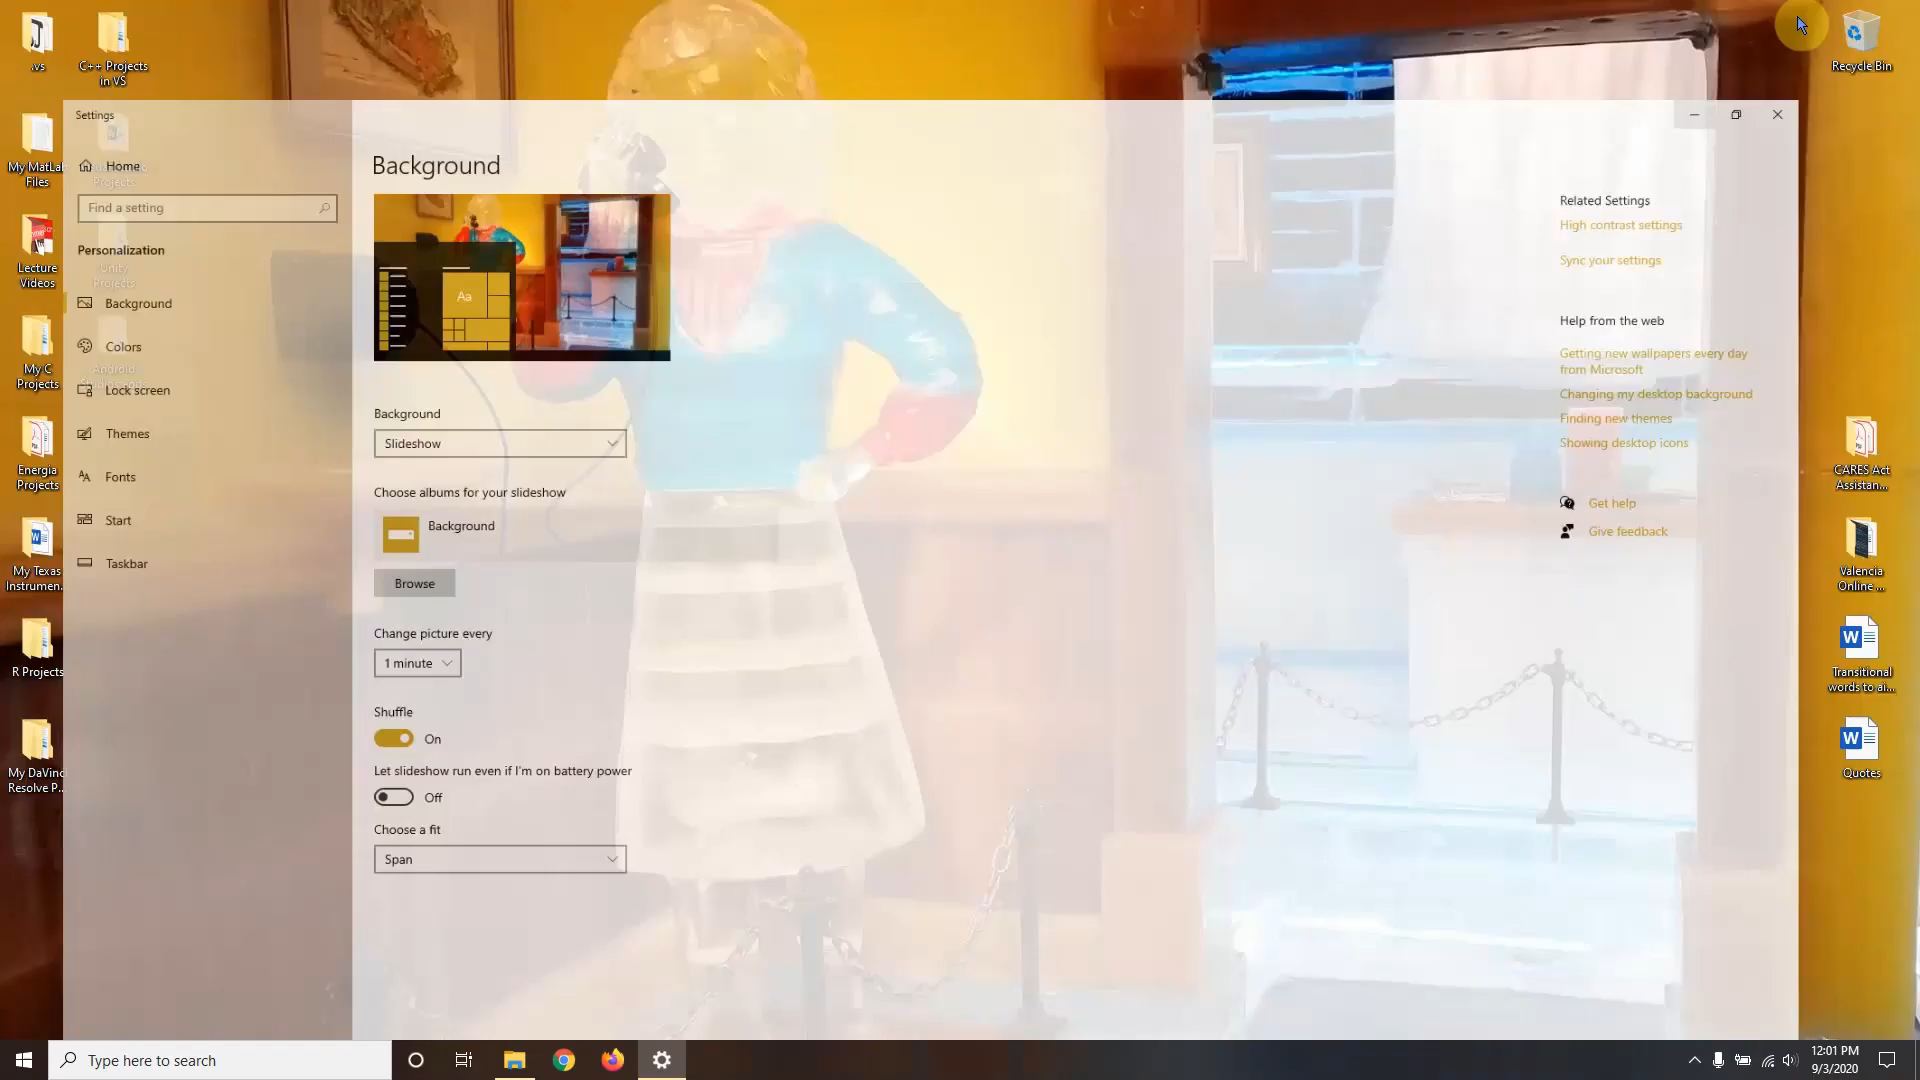 .vs
C++ Projects
in VS
Recycle Bin
Settings
Background
My MatLab
Files
Home
Projects
Find a setting
Related Settings
High contrast settings
Personalization
Sync your settings
Lecture
Videos
Unity
Projects
Aa
Background
Help from the web
Colors
Getting new wallpapers every day
from Microsoft
My C
Projects
Android
Lock screen
Changing my desktop background
Background
Finding new themes
Themes
Slideshow
Showing desktop icons
Energia
Projects
Fonts
CARES Act
Assistan...
Choose albums for your slideshow
Get help
Start
Background
Give feedback
My Texas
Instrumen...
Taskbar
Browse
Valencia
Online ...
Change picture every
1 minute
R Projects
Transitional
words to ai...
Shuffle
On
Let slideshow run even if I'm on battery power
My DaVinci
Resolve P...
Off
Quotes
Choose a fit
Span
Type here to search
12:01 PM
9/3/2020